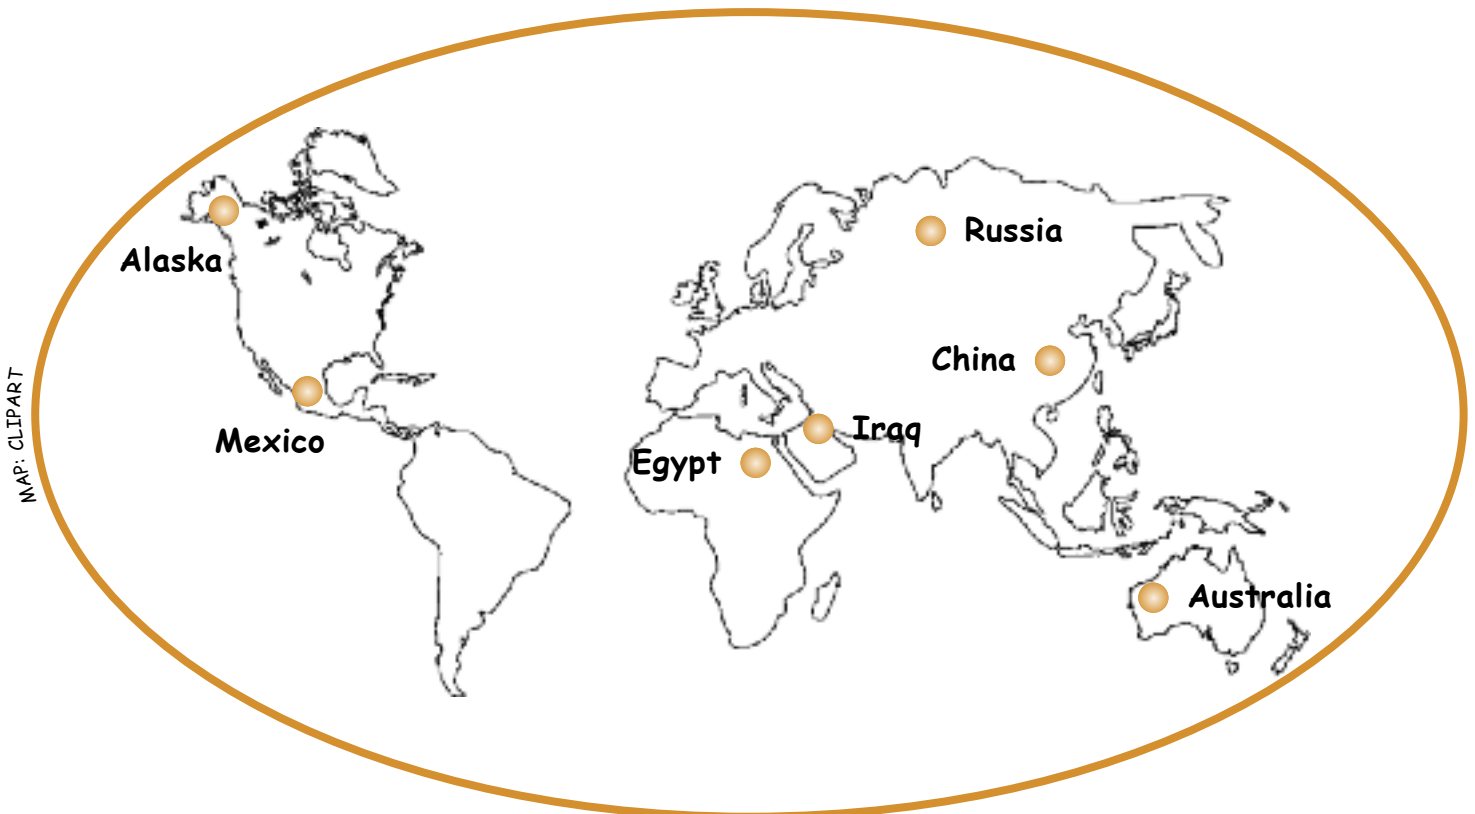 Russia
Alaska
China
MAP: CLIPART
Iraq
Mexico
Egypt
Australia